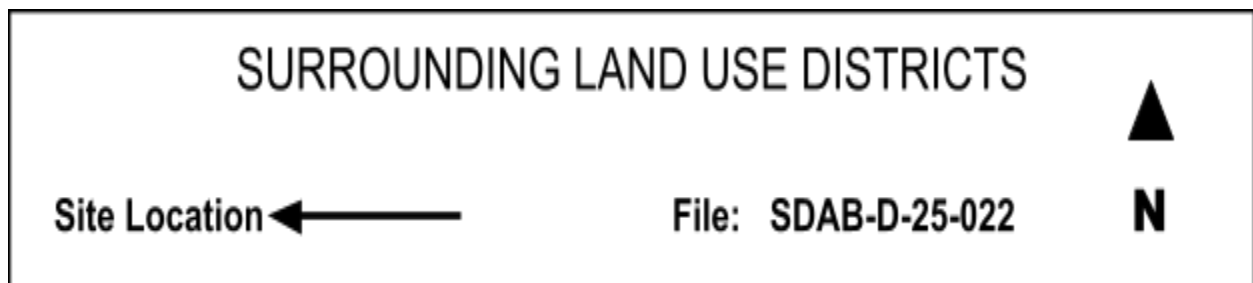 SURROUNDING LAND USE DISTRICTS
Site Location
File: SDAB-D-25-022
N